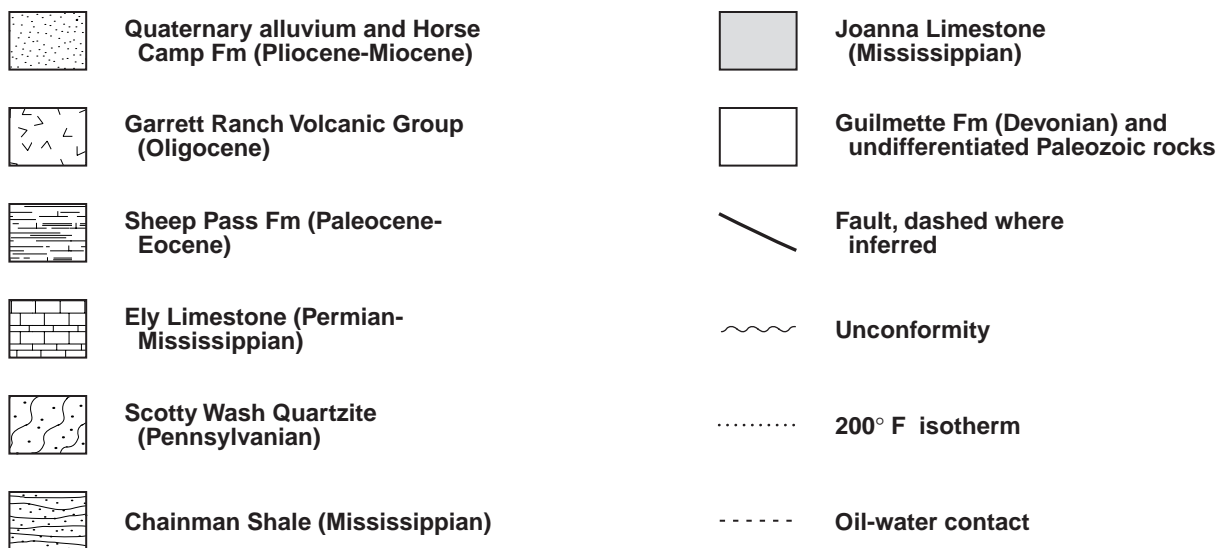 Quaternary alluvium and Horse
Camp Fm (Pliocene-Miocene)
Garrett Ranch Volcanic Group
(Oligocene)
Sheep Pass Fm (Paleocene-
Eocene)
Ely Limestone (Permian-
Mississippian)
Scotty Wash Quartzite
(Pennsylvanian)
Chainman Shale (Mississippian)
Joanna Limestone
(Mississippian)
Guilmette Fm (Devonian) and
undifferentiated Paleozoic rocks
Fault, dashed where
inferred
Unconformity
200° F isotherm
Oil-water contact